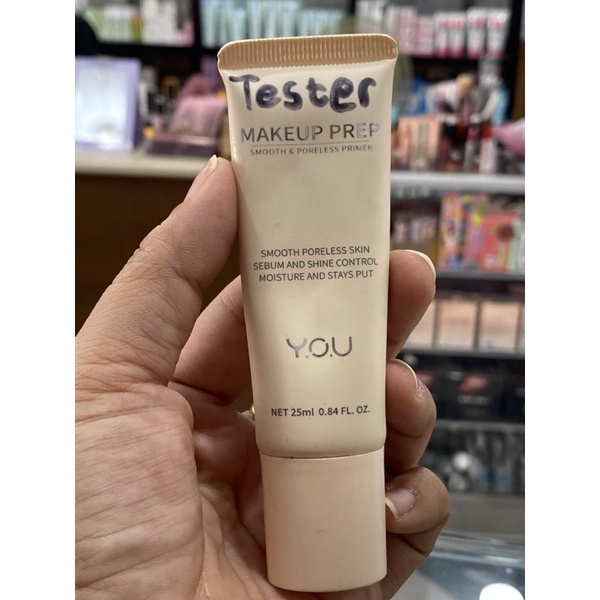 Tester
MAKEUP PREP
SMOOTH & PORELESS PRIMER
SMOOTH PORELESS SKIN
SEBUM AND SHINE CONTROL
MOISTURE AND STAYS PUT
Y.O.U
NET 25ml 0.84 FL. OZ.